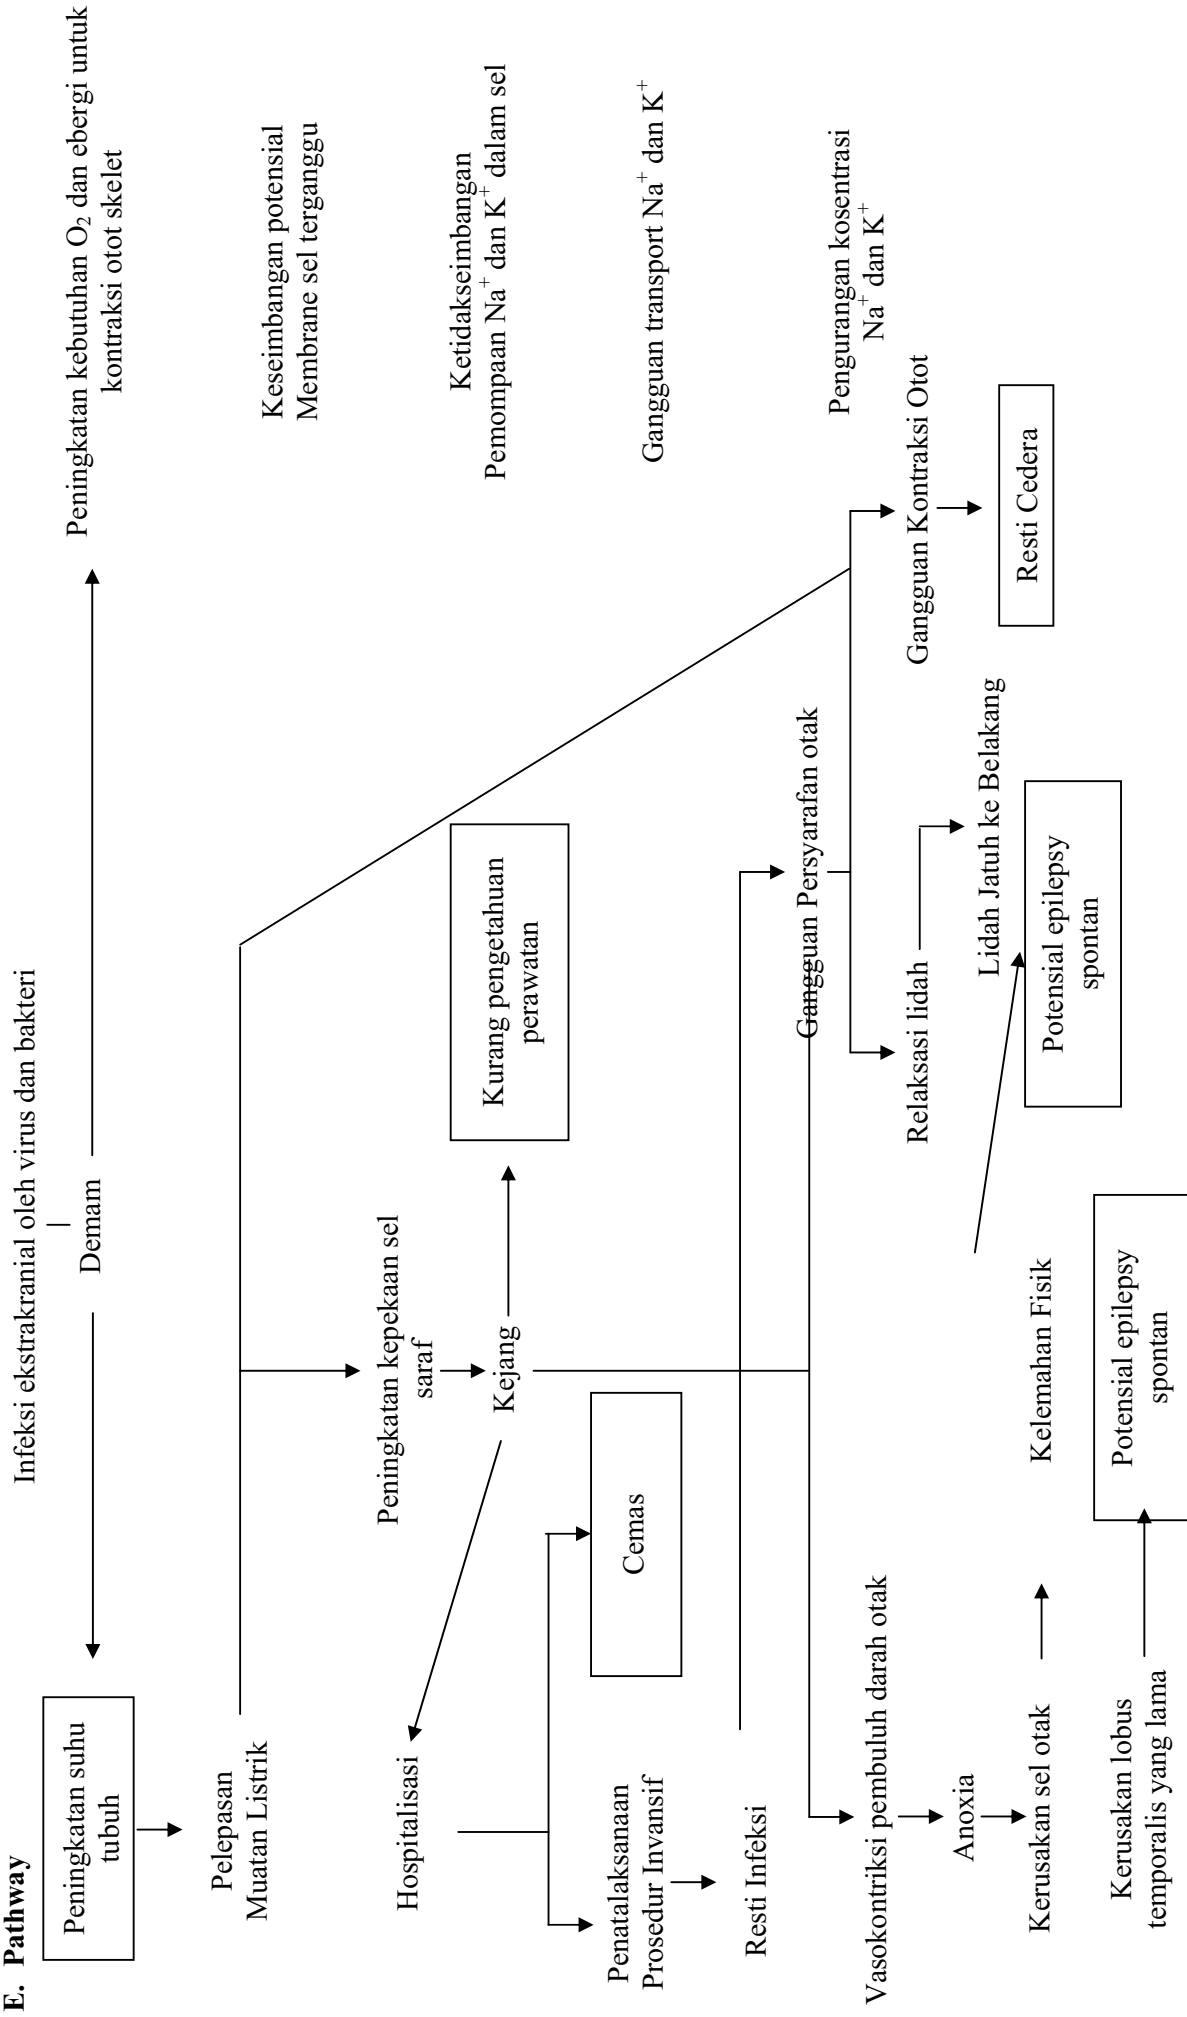 E. Pathway
Infeksi ekstrakranial oleh virus dan bakteri
Demam
Peningkatan suhu
tubuh
Peningkatan kebutuhan O₂ dan ebergi untuk
kontraksi otot skelet
Pelepasan
Muatan Listrik
Keseimbangan potensial
Membrane sel terganggu
Peningkatan kepekaan sel
saraf
Hospitalisasi
Kejang
Kurang pengetahuan
perawatan
Ketidakseimbangan
Pemompaan Na⁺ dan K⁺ dalam sel
Cemas
Penatalaksanaan
Prosedur Invansif
Gangguan transport Na⁺ dan K⁺
Resti Infeksi
Gangguan Persyarafan otak
Pengurangan kosentrasi
Na⁺ dan K⁺
Vasokontriksi pembuluh darah otak
Relaksasi lidah
Gangguan Kontraksi Otot
Anoxia
Lidah Jatuh ke Belakang
Resti Cedera
Kerusakan sel otak
Kelemahan Fisik
Potensial epilepsy
spontan
Kerusakan lobus
temporalis yang lama
Potensial epilepsy
spontan